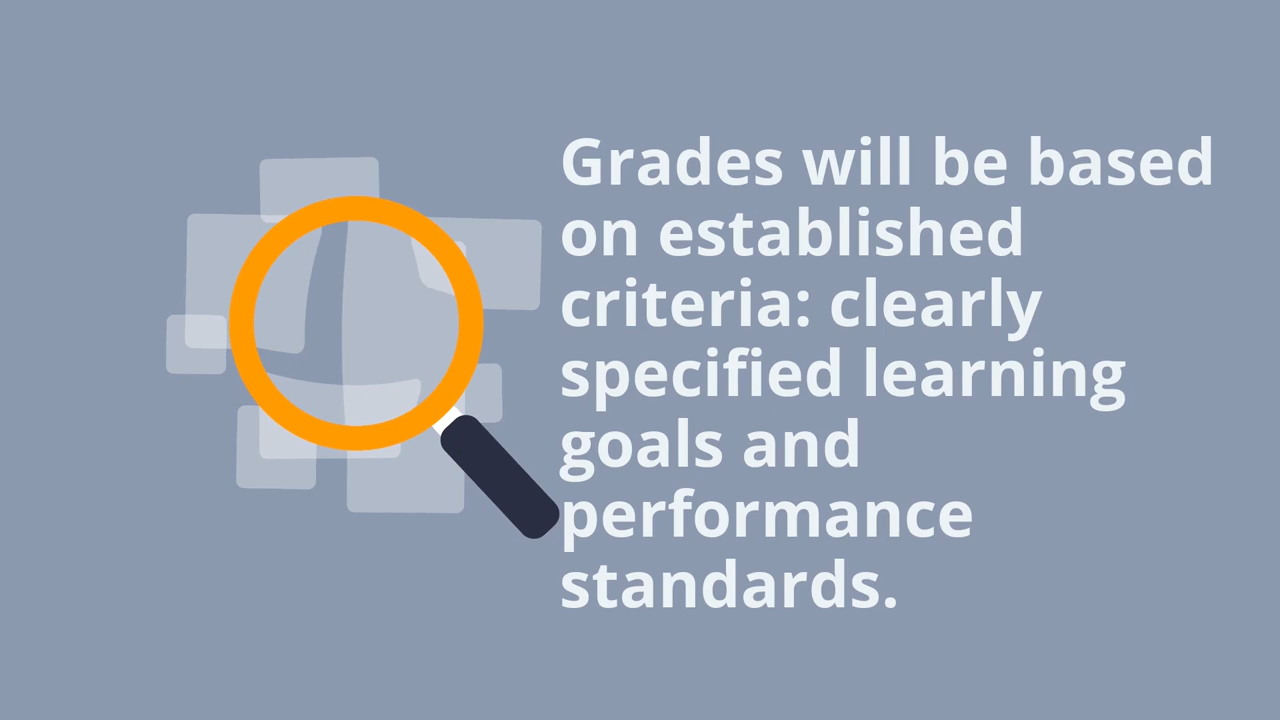 Grades will be based
on established
criteria: clearly
specified learning
goals and
performance
standards.